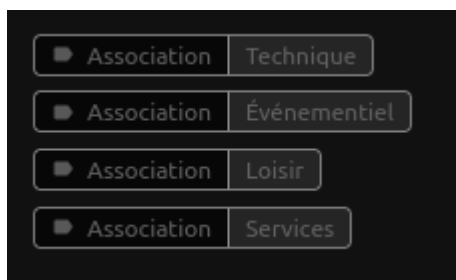 Association Technique
Association Événementiel
Association Loisir
Association Services